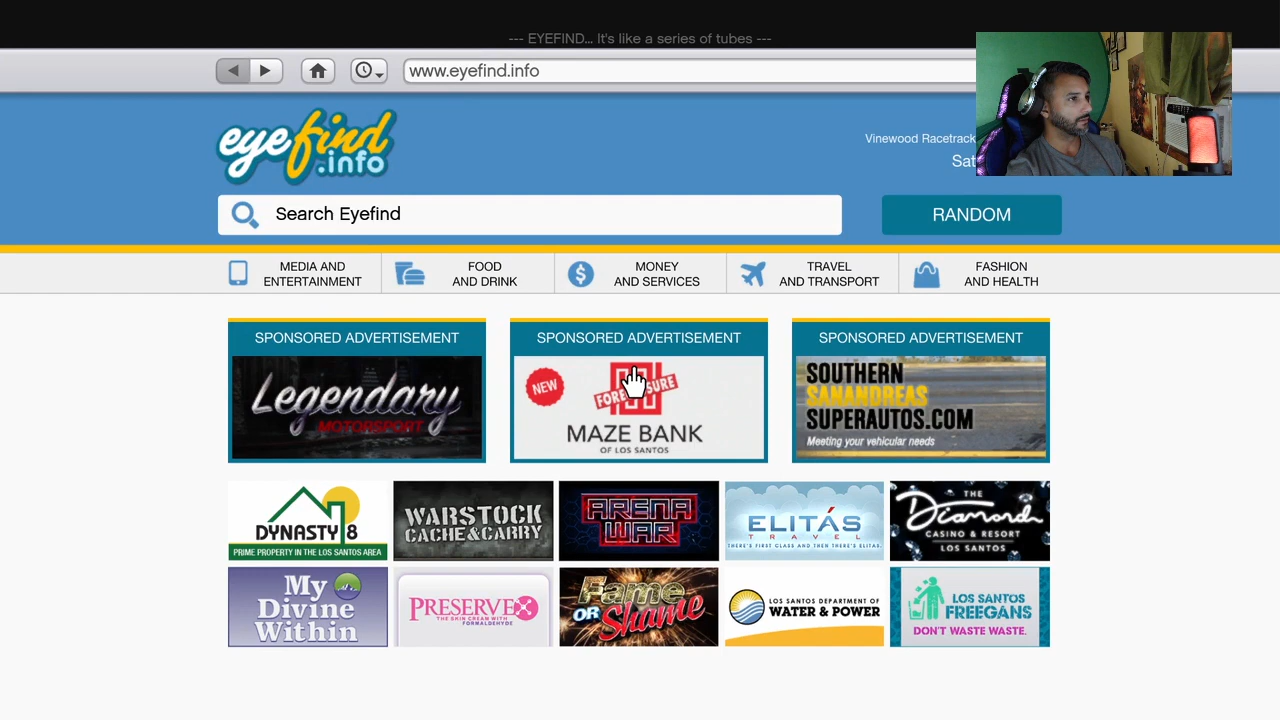 --- EYEFIND... It's like a series of tubes ---
www.eyefind.info
eyefind
.info
Vinewood Racetrack
Sat
Search Eyefind
RANDOM
MEDIA AND
ENTERTAINMENT
FOOD
AND DRINK
MONEY
AND SERVICES
TRAVEL
AND TRANSPORT
FASHION
AND HEALTH
SPONSORED ADVERTISEMENT
Legendary
MOTORSPORT
SPONSORED ADVERTISEMENT
NEW
MAZE BANK
OF LOS SANTOS
SPONSORED ADVERTISEMENT
SOUTHERN
SANANDREAS
SUPERAUTOS.COM
Meeting your vehicular needs
DYNASTY 8
PRIME PROPERTY IN THE LOS SANTOS AREA
WARSTOCK
CACHE&CARRY
ARENA
WAR
ELITÁS
TRAVEL
THERE'S FIRST CLASS AND THEN THERE'S ELITAS.
THE
Diamond
CASINO & RESORT
LOS SANTOS
My
Divine
Within
PRESERVEX
THE SKIN CREAM WITH
FORMALDEHYDE
Fame
OR Shame
LOS SANTOS DEPARTMENT OF
WATER & POWER
LOS SANTOS
FREEGANS
DON'T WASTE WASTE.